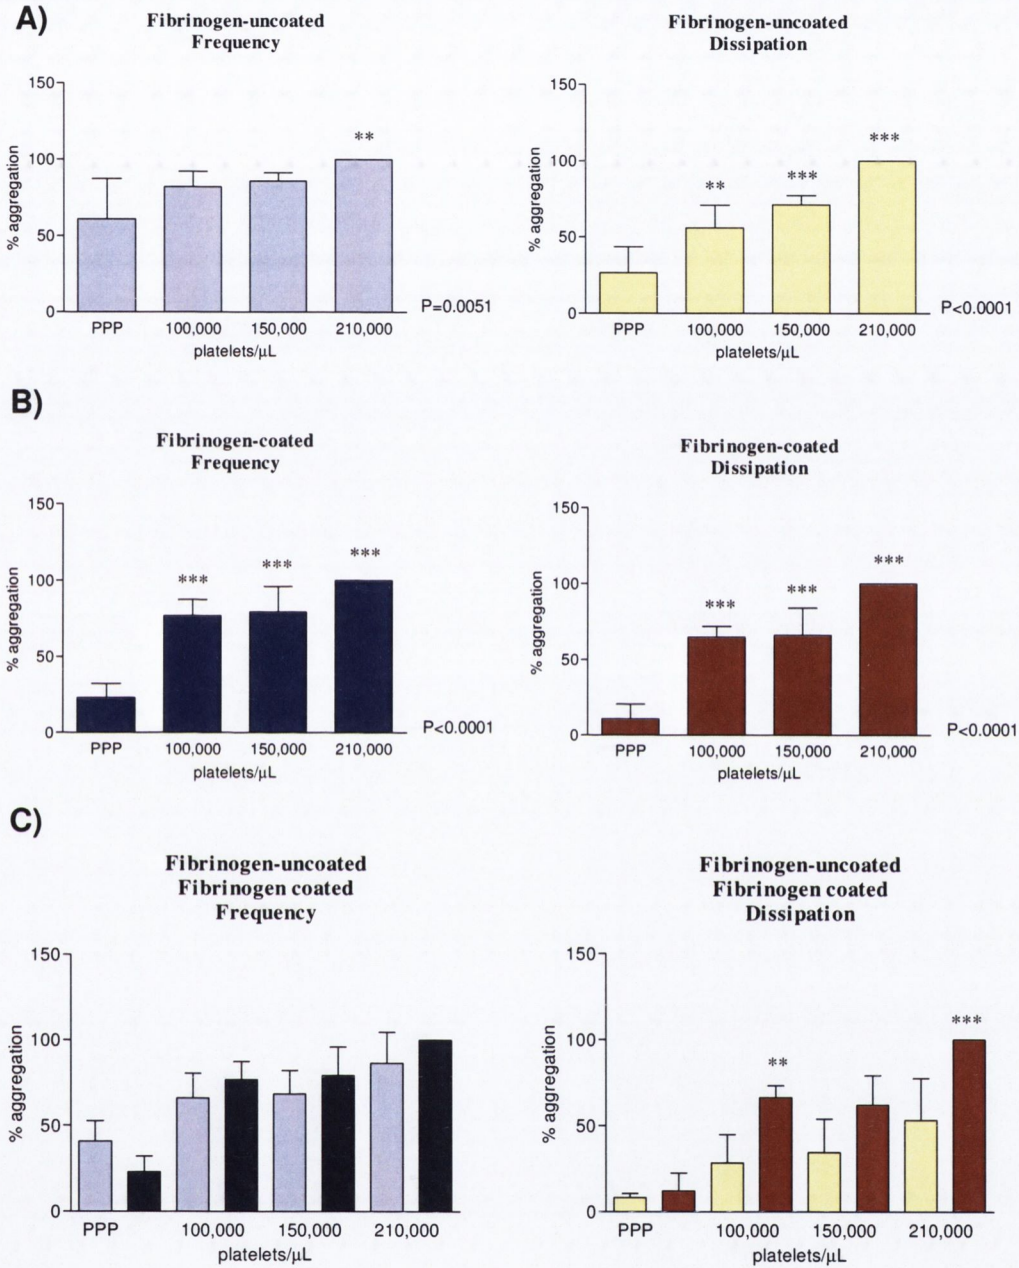 A)
Fibrinogen-uncoated
Frequency
150
100
50
0
% aggregation
**
PPP 100,000 150,000 210,000
platelets/µL
P=0.0051
Fibrinogen-uncoated
Dissipation
150
100
50
0
% aggregation
** *** ***
PPP 100,000 150,000 210,000
platelets/µL
P<0.0001
B)
Fibrinogen-coated
Frequency
150
100
50
0
% aggregation
*** *** ***
PPP 100,000 150,000 210,000
platelets/µL
P<0.0001
Fibrinogen-coated
Dissipation
150
100
50
0
% aggregation
*** *** ***
PPP 100,000 150,000 210,000
platelets/µL
P<0.0001
C)
Fibrinogen-uncoated
Fibrinogen coated
Frequency
150
100
50
0
% aggregation
PPP 100,000 150,000 210,000
platelets/µL
Fibrinogen-uncoated
Fibrinogen coated
Dissipation
150
100
50
0
% aggregation
** ***
PPP 100,000 150,000 210,000
platelets/µL